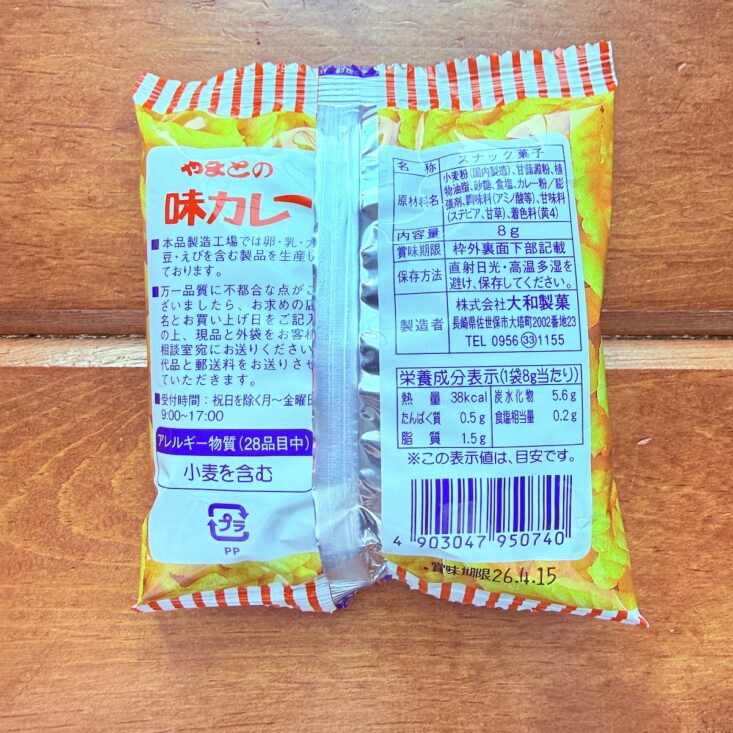 やまとの
味カレー
■本品製造工場では卵・乳・大
豆・えびを含む製品を生産し
ております。
■万一品質に不都合な点がご
ざいましたら、お求めの店
名とお買い上げ日をご記入
の上、現品と外袋をお客様
相談室宛にお送りください
代品と郵送料をお送りさせ
ていただきます。
■受付時間：祝日を除く月〜金曜日
9:00~17:00
アレルギー物質(28品目中)
小麦を含む
プラ
PP
名称 スナック菓子
原材料名 小麦粉(国内製造)、甘藷澱粉、植
物油脂、砂糖、食塩、カレー粉／膨
張剤、調味料(アミノ酸等)、甘味料
(ステビア、甘草)、着色料(黄4)
内容量 8g
賞味期限 枠外裏面下部記載
保存方法 直射日光・高温多湿を
避け、保存してください。
製造者 株式会社 大和製菓
長崎県佐世保市大塔町2002番地23
TEL 0956㉝1155
栄養成分表示(1袋8g当たり)
熱量 38kcal 炭水化物 5.6g
たんぱく質 0.5g 食塩相当量 0.2g
脂質 1.5g
※この表示値は、目安です。
4 903047 950740
賞味期限26.4.15